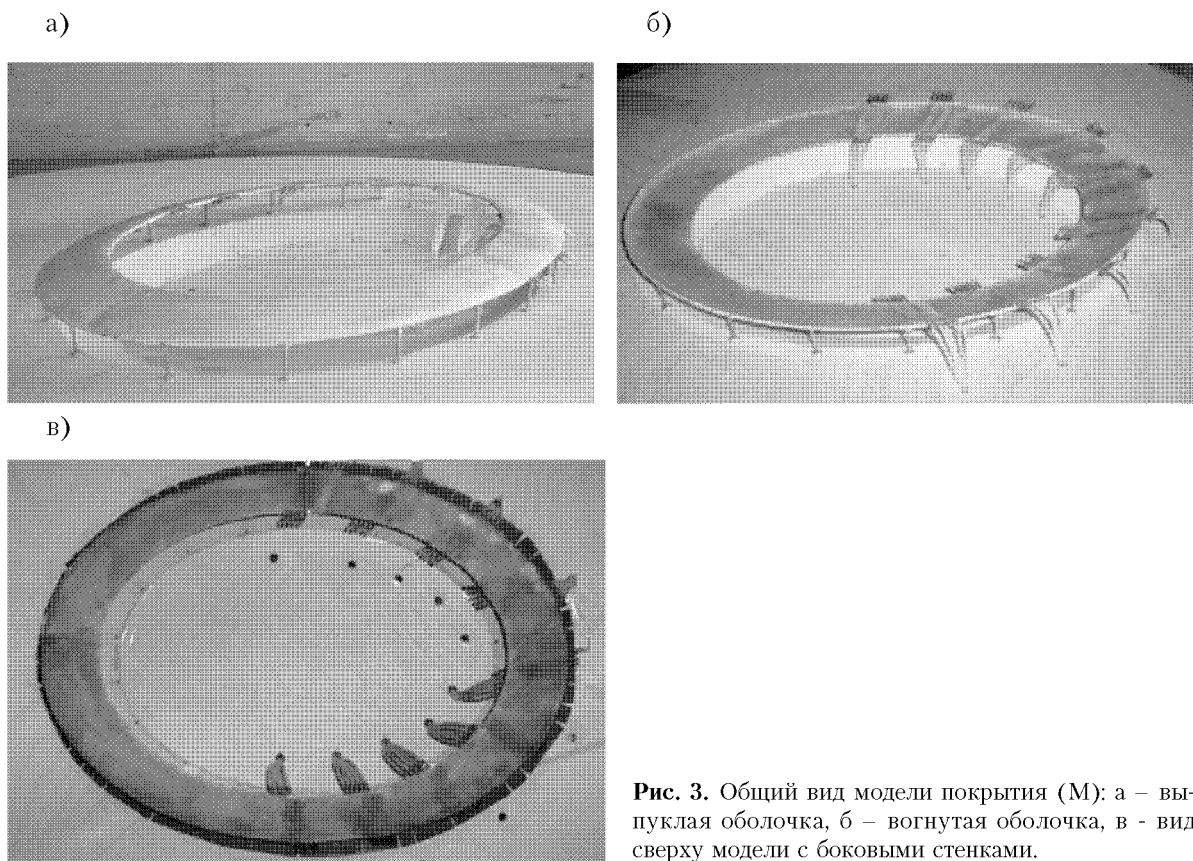 а)
б)
в)
Рис. 3. Общий вид модели покрытия (М): а – вы-
пуклая оболочка, б – вогнутая оболочка, в - вид
сверху модели с боковыми стенками.